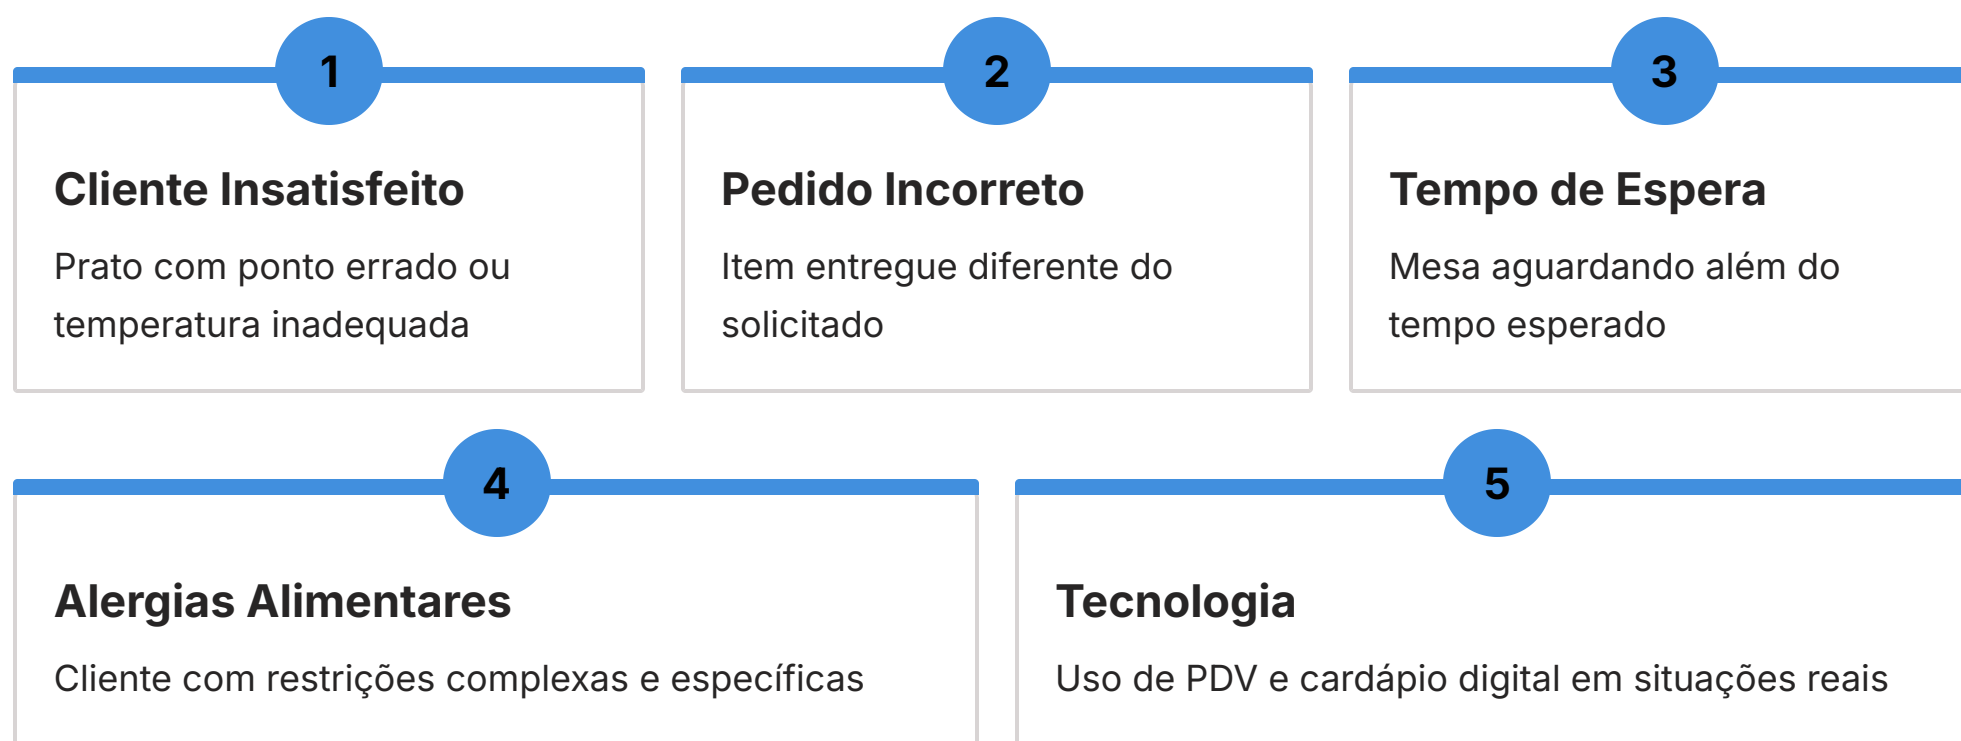 1
Cliente Insatisfeito
Prato com ponto errado ou
temperatura inadequada
2
Pedido Incorreto
Item entregue diferente do
solicitado
3
Tempo de Espera
Mesa aguardando além do
tempo esperado
4
Alergias Alimentares
Cliente com restrições complexas e específicas
5
Tecnologia
Uso de PDV e cardápio digital em situações reais